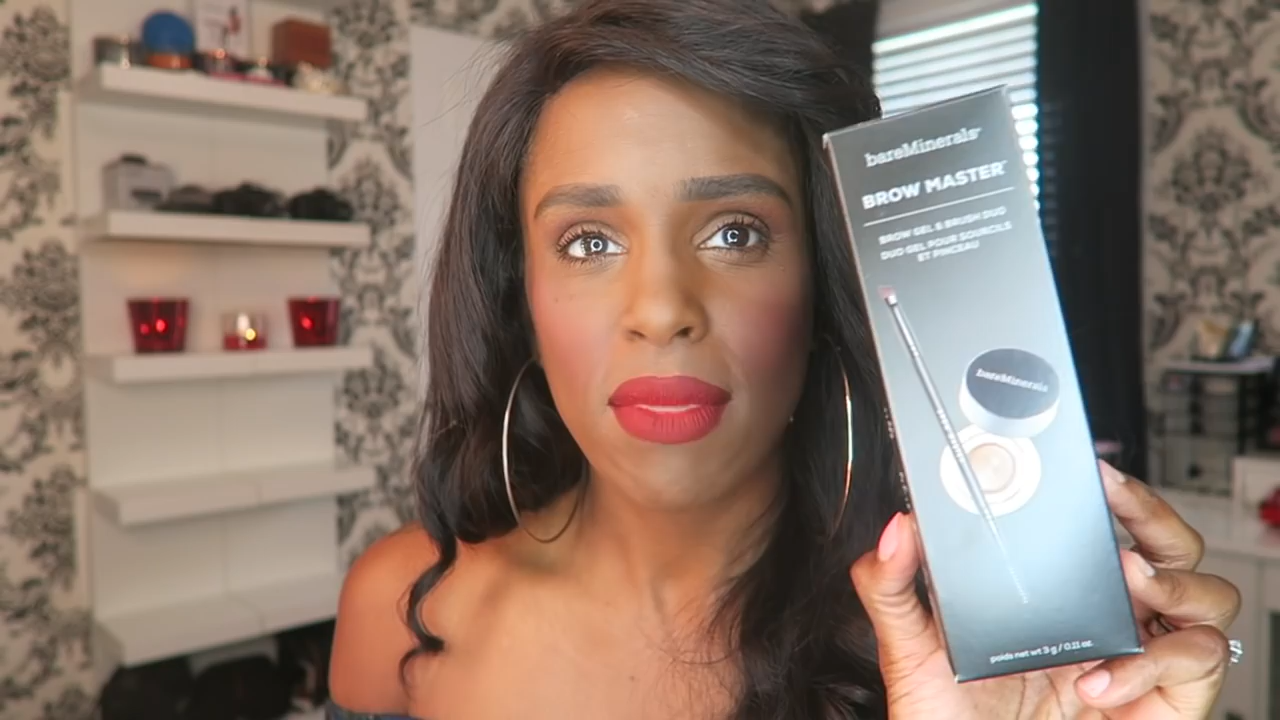 bareMinerals
BROW MASTER™
BROW GEL & BRUSH DUO
DUO GEL POUR SOURCILS
ET PINCEAU
bareMinerals
poids net wt 3 g / 0.11 oz.